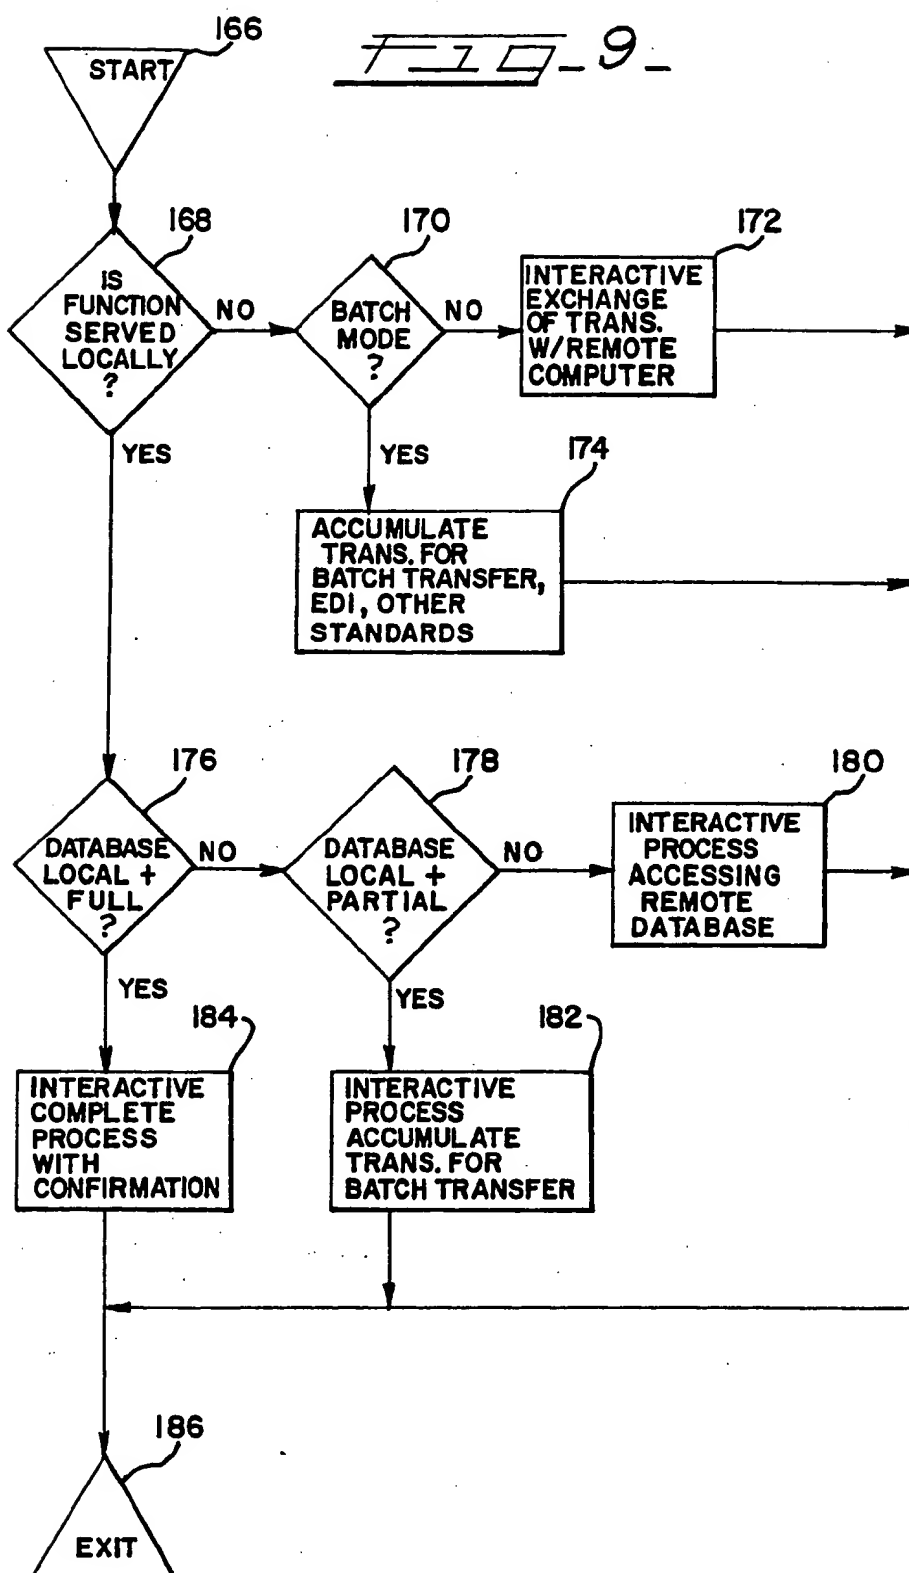 Fig_9_
166
START
168
IS
FUNCTION
SERVED
LOCALLY
?
NO
YES
170
BATCH
MODE
?
NO
YES
172
INTERACTIVE
EXCHANGE
OF TRANS.
W/REMOTE
COMPUTER
174
ACCUMULATE
TRANS. FOR
BATCH TRANSFER,
EDI, OTHER
STANDARDS
176
DATABASE
LOCAL +
FULL
?
NO
YES
178
DATABASE
LOCAL +
PARTIAL
?
NO
YES
180
INTERACTIVE
PROCESS
ACCESSING
REMOTE
DATABASE
184
INTERACTIVE
COMPLETE
PROCESS
WITH
CONFIRMATION
182
INTERACTIVE
PROCESS
ACCUMULATE
TRANS. FOR
BATCH TRANSFER
186
EXIT